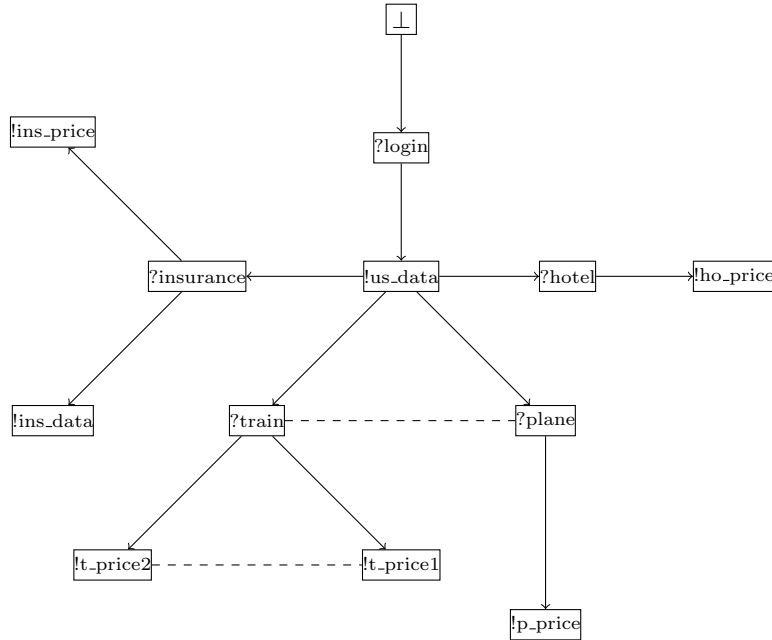 ⊥
!ins_price
?login
?insurance
!us_data
?hotel
!ho_price
!ins_data
?train
?plane
!t_price2
!t_price1
!p_price